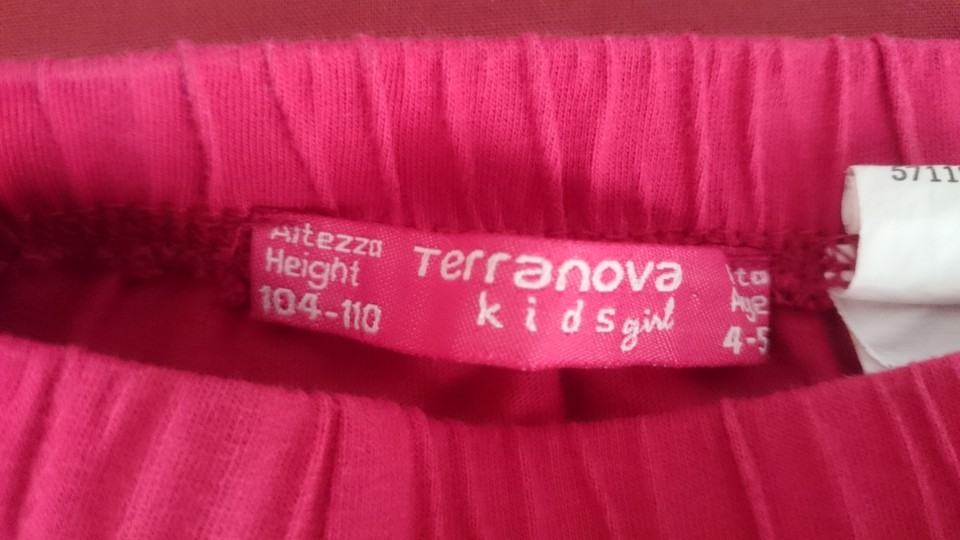 Altezza
Height
104-110
Terranova
kids girl
Age
4-5